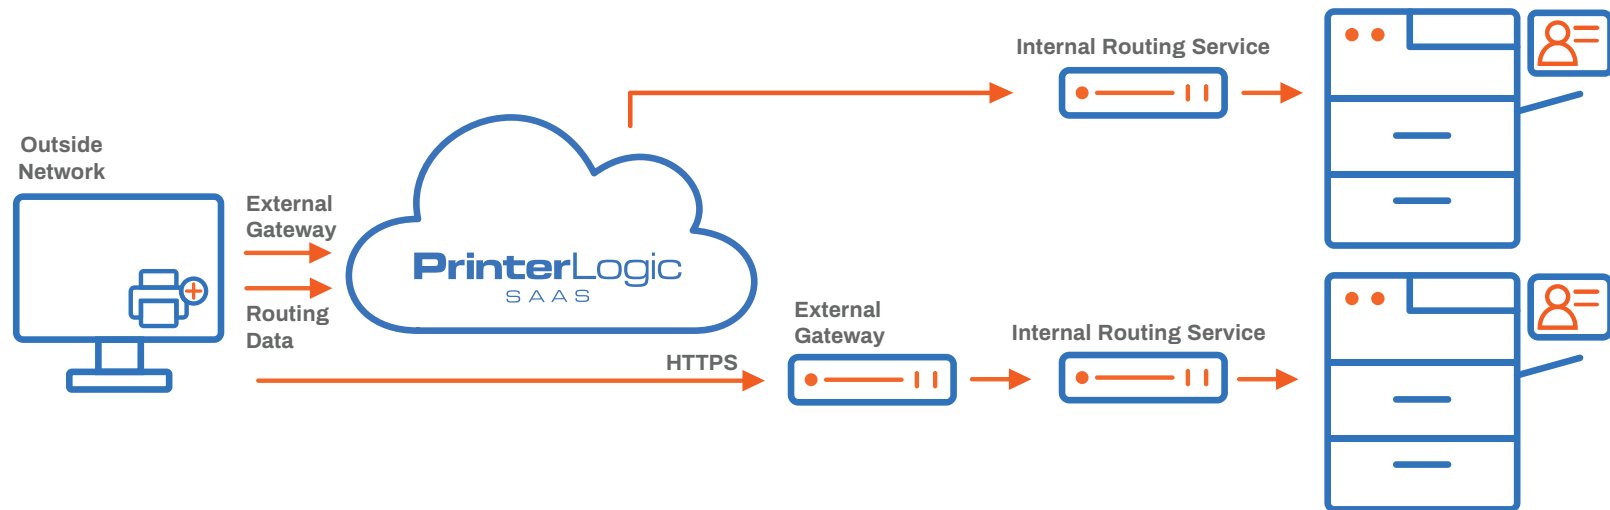 Outside
Network
External
Gateway
Routing
Data
PrinterLogic
SAAS
HTTPS
Internal Routing Service
External
Gateway
Internal Routing Service